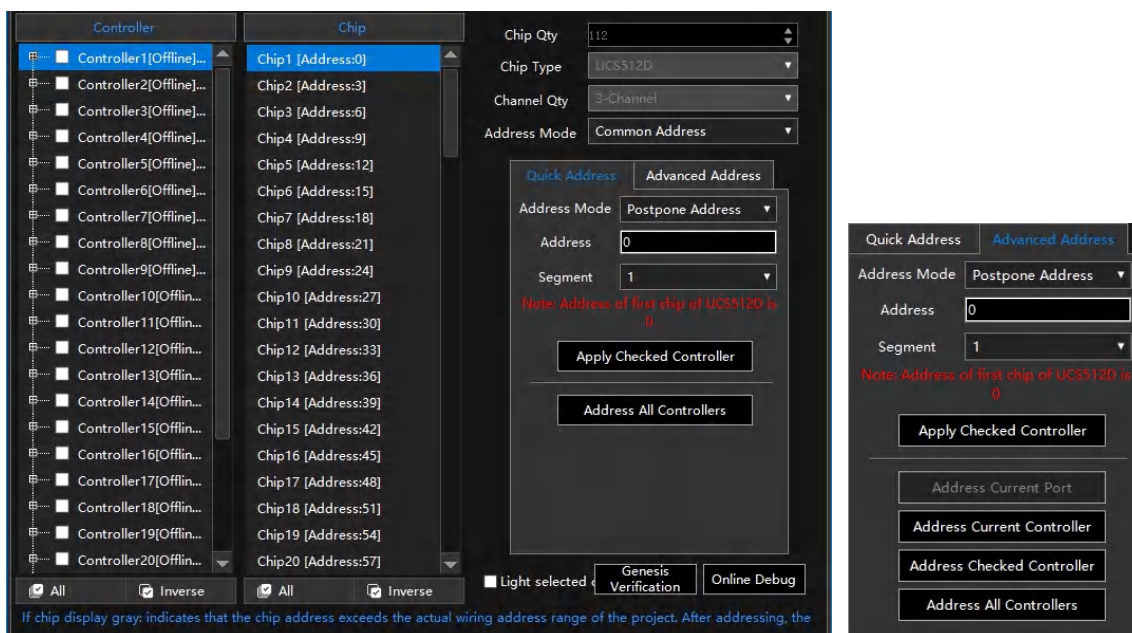 Controller
Controller1[Offline]...
Controller2[Offline]...
Controller3[Offline]...
Controller4[Offline]...
Controller5[Offline]...
Controller6[Offline]...
Controller7[Offline]...
Controller8[Offline]...
Controller9[Offline]...
Controller10[Offlin...
Controller11[Offlin...
Controller12[Offlin...
Controller13[Offlin...
Controller14[Offlin...
Controller15[Offlin...
Controller16[Offlin...
Controller17[Offlin...
Controller18[Offlin...
Controller19[Offlin...
Controller20[Offlin...
All Inverse
Chip
Chip1 [Address:0]
Chip2 [Address:3]
Chip3 [Address:6]
Chip4 [Address:9]
Chip5 [Address:12]
Chip6 [Address:15]
Chip7 [Address:18]
Chip8 [Address:21]
Chip9 [Address:24]
Chip10 [Address:27]
Chip11 [Address:30]
Chip12 [Address:33]
Chip13 [Address:36]
Chip14 [Address:39]
Chip15 [Address:42]
Chip16 [Address:45]
Chip17 [Address:48]
Chip18 [Address:51]
Chip19 [Address:54]
Chip20 [Address:57]
All Inverse
Chip Qty 112
Chip Type UCS512D
Channel Qty 3-Channel
Address Mode Common Address
Quick Address Advanced Address
Address Mode Postpone Address
Address 0
Segment 1
Note: Address of first chip of UCS512D is
0
Apply Checked Controller
Address All Controllers
Light selected c
Genesis
Verification
Online Debug
If chip display gray: indicates that the chip address exceeds the actual wiring address range of the project. After addressing, the
Quick Address Advanced Address
Address Mode Postpone Address
Address 0
Segment 1
Note: Address of first chip of UCS512D is
0
Apply Checked Controller
Address Current Port
Address Current Controller
Address Checked Controller
Address All Controllers